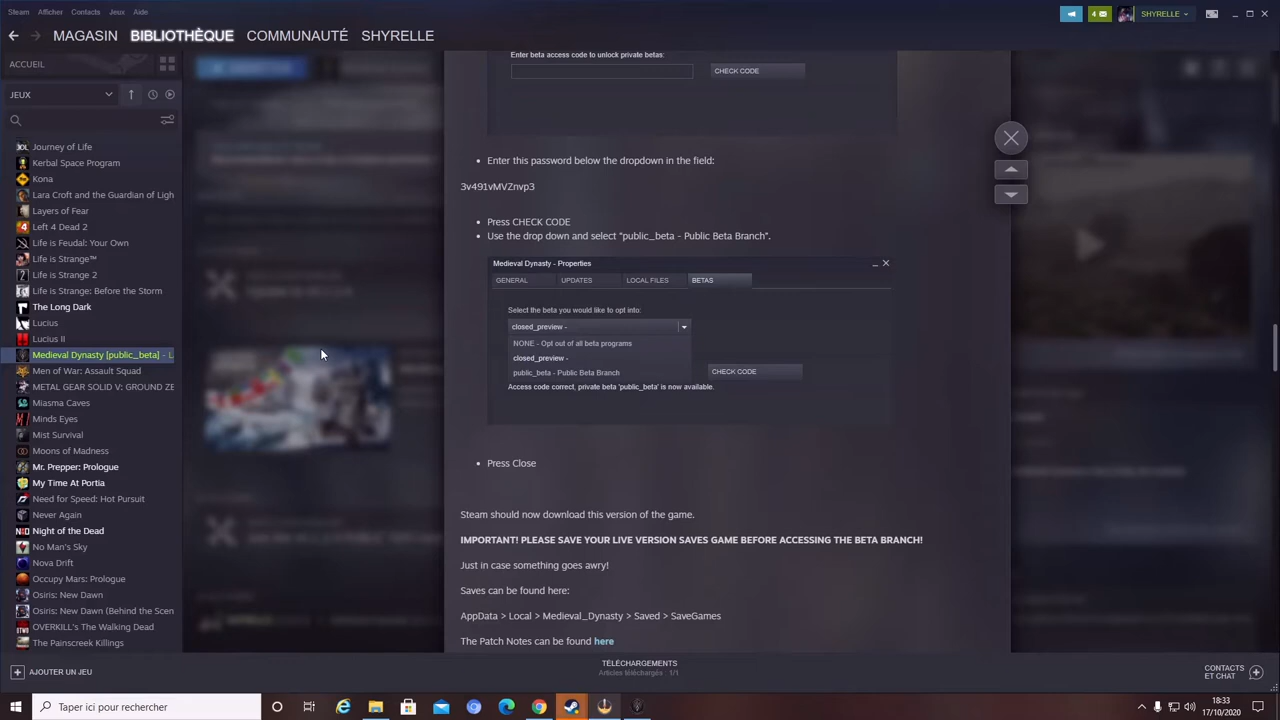 Steam Afficher Contacts Jeux Aide
4 SHYRELLE
MAGASIN BIBLIOTHÈQUE COMMUNAUTÉ SHYRELLE
ACCUEIL
JEUX
Journey of Life
Kerbal Space Program
Kona
Lara Croft and the Guardian of Ligh
Layers of Fear
Left 4 Dead 2
Life is Feudal: Your Own
Life is Strange™
Life is Strange 2
Life is Strange: Before the Storm
The Long Dark
Lucius
Lucius II
Medieval Dynasty [public_beta] - L
Men of War: Assault Squad
METAL GEAR SOLID V: GROUND ZE
Miasma Caves
Minds Eyes
Mist Survival
Moons of Madness
Mr. Prepper: Prologue
My Time At Portia
Need for Speed: Hot Pursuit
Never Again
Night of the Dead
No Man's Sky
Nova Drift
Occupy Mars: Prologue
Osiris: New Dawn
Osiris: New Dawn (Behind the Scen
OVERKILL's The Walking Dead
The Painscreek Killings
Enter beta access code to unlock private betas:
CHECK CODE
• Enter this password below the dropdown in the field:
3v491vMVZnvp3
• Press CHECK CODE
• Use the drop down and select "public_beta - Public Beta Branch".
Medieval Dynasty - Properties
GENERAL UPDATES LOCAL FILES BETAS
Select the beta you would like to opt into:
closed_preview -
NONE - Opt out of all beta programs
closed_preview -
public_beta - Public Beta Branch
CHECK CODE
Access code correct, private beta 'public_beta' is now available.
• Press Close
Steam should now download this version of the game.
IMPORTANT! PLEASE SAVE YOUR LIVE VERSION SAVES GAME BEFORE ACCESSING THE BETA BRANCH!
Just in case something goes awry!
Saves can be found here:
AppData > Local > Medieval_Dynasty > Saved > SaveGames
The Patch Notes can be found here
AJOUTER UN JEU
TÉLÉCHARGEMENTS
Articles téléchargés : 1/1
CONTACTS
ET CHAT
Taper ici pour rechercher
18:33
17/10/2020